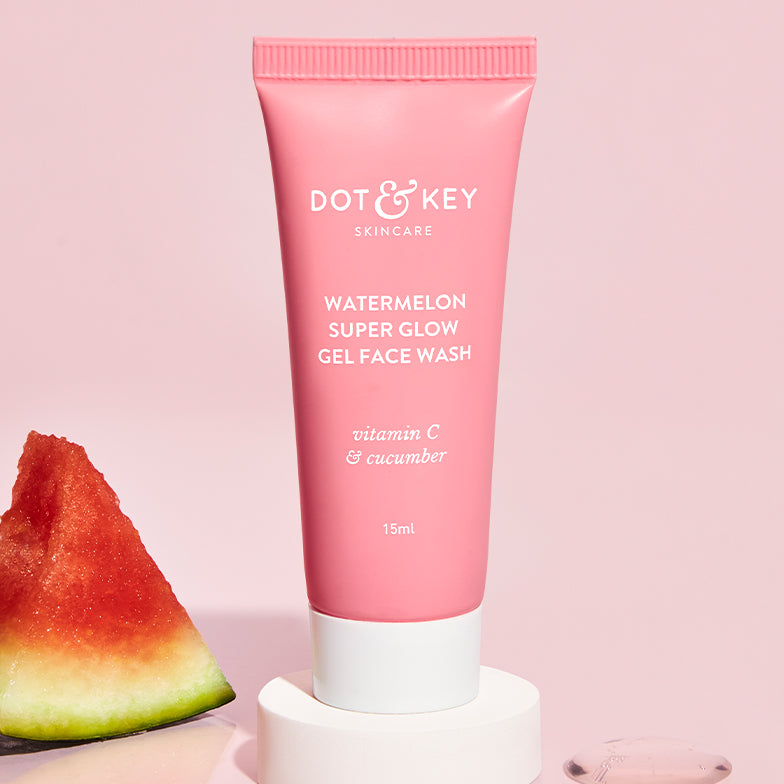 DOT & KEY
SKINCARE
WATERMELON
SUPER GLOW
GEL FACE WASH
vitamin C
& cucumber
15ml